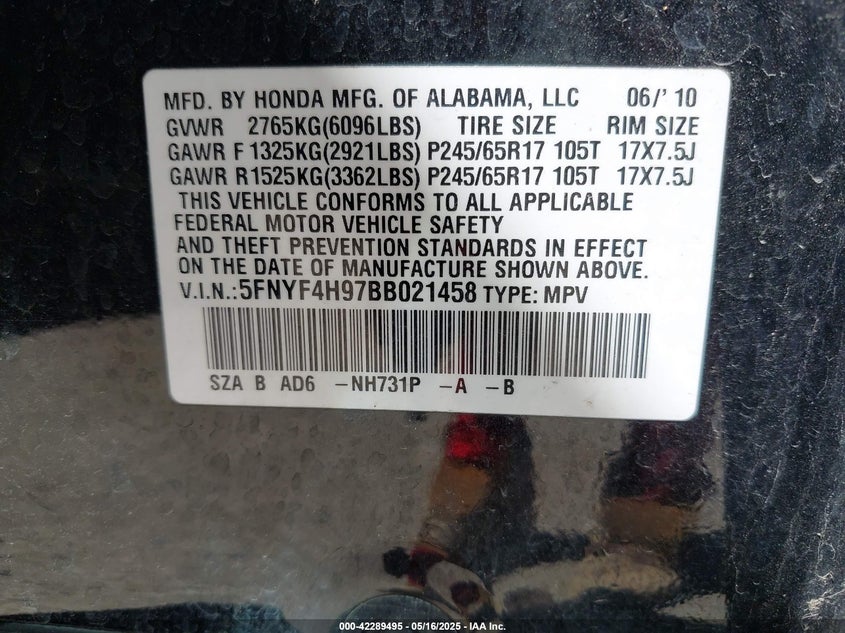 MFD. BY HONDA MFG. OF ALABAMA, LLC 06/' 10
GVWR 2765KG(6096LBS) TIRE SIZE RIM SIZE
GAWR F 1325KG(2921LBS) P245/65R17 105T 17X7.5J
GAWR R 1525KG(3362LBS) P245/65R17 105T 17X7.5J
THIS VEHICLE CONFORMS TO ALL APPLICABLE
FEDERAL MOTOR VEHICLE SAFETY
AND THEFT PREVENTION STANDARDS IN EFFECT
ON THE DATE OF MANUFACTURE SHOWN ABOVE.
V.I.N.:5FNYF4H97BB021458 TYPE: MPV
SZA B AD6 -NH731P -A -B
000-42289495 - 05/16/2025 - IAA Inc.